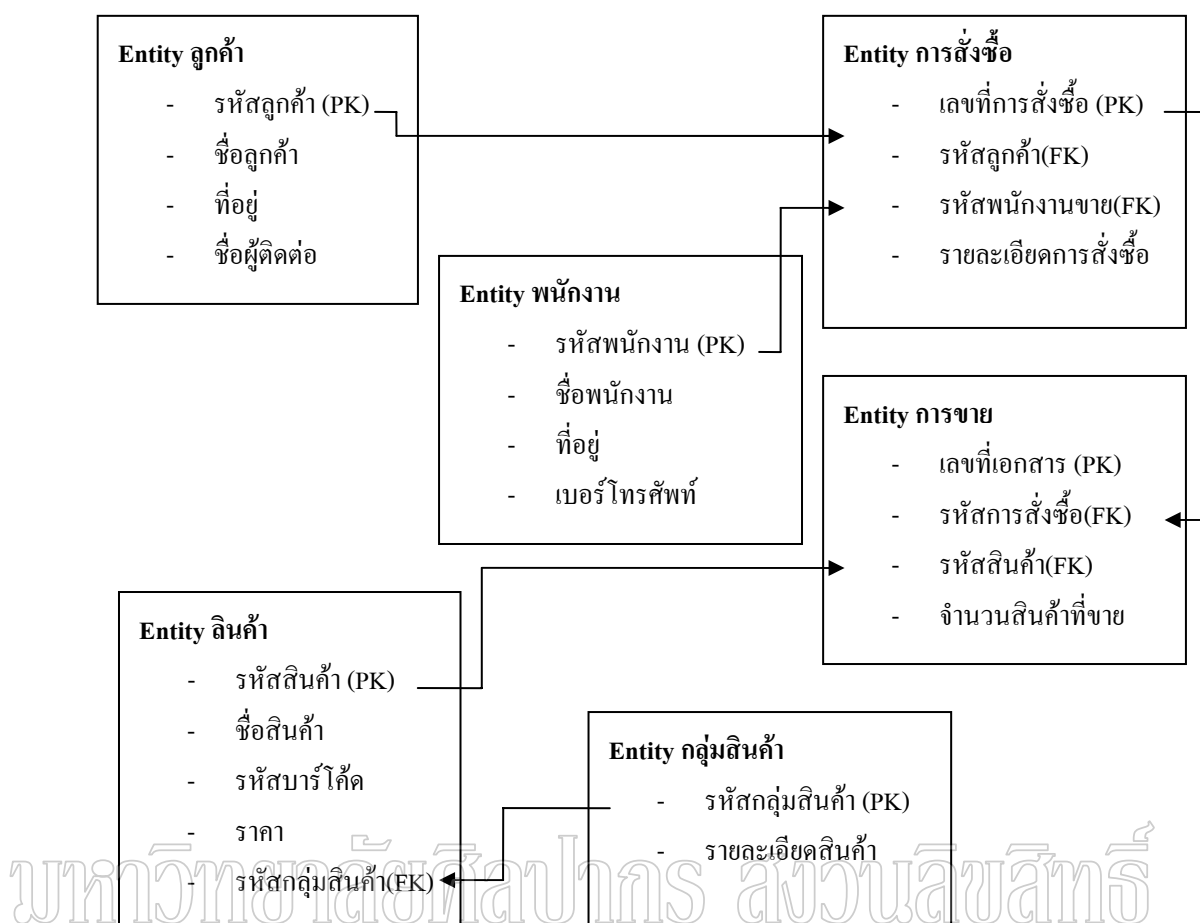 Entity ลูกค้า
- รหัสลูกค้า (PK)
- ชื่อลูกค้า
- ที่อยู่
- ชื่อผู้ติดต่อ
Entity การสั่งซื้อ
- เลขที่การสั่งซื้อ (PK)
- รหัสลูกค้า(FK)
- รหัสพนักงานขาย(FK)
- รายละเอียดการสั่งซื้อ
Entity พนักงาน
- รหัสพนักงาน (PK)
- ชื่อพนักงาน
- ที่อยู่
- เบอร์โทรศัพท์
Entity การขาย
- เลขที่เอกสาร (PK)
- รหัสการสั่งซื้อ(FK)
- รหัสสินค้า(FK)
- จำนวนสินค้าที่ขาย
Entity ลินค้า
- รหัสสินค้า (PK)
- ชื่อสินค้า
- รหัสบาร์โค้ด
- ราคา
- รหัสกลุ่มสินค้า(FK)
Entity กลุ่มสินค้า
- รหัสกลุ่มสินค้า (PK)
- รายละเอียดสินค้า
มหาวิทยาลัยศิลปากร สงวนลิขสิทธิ์